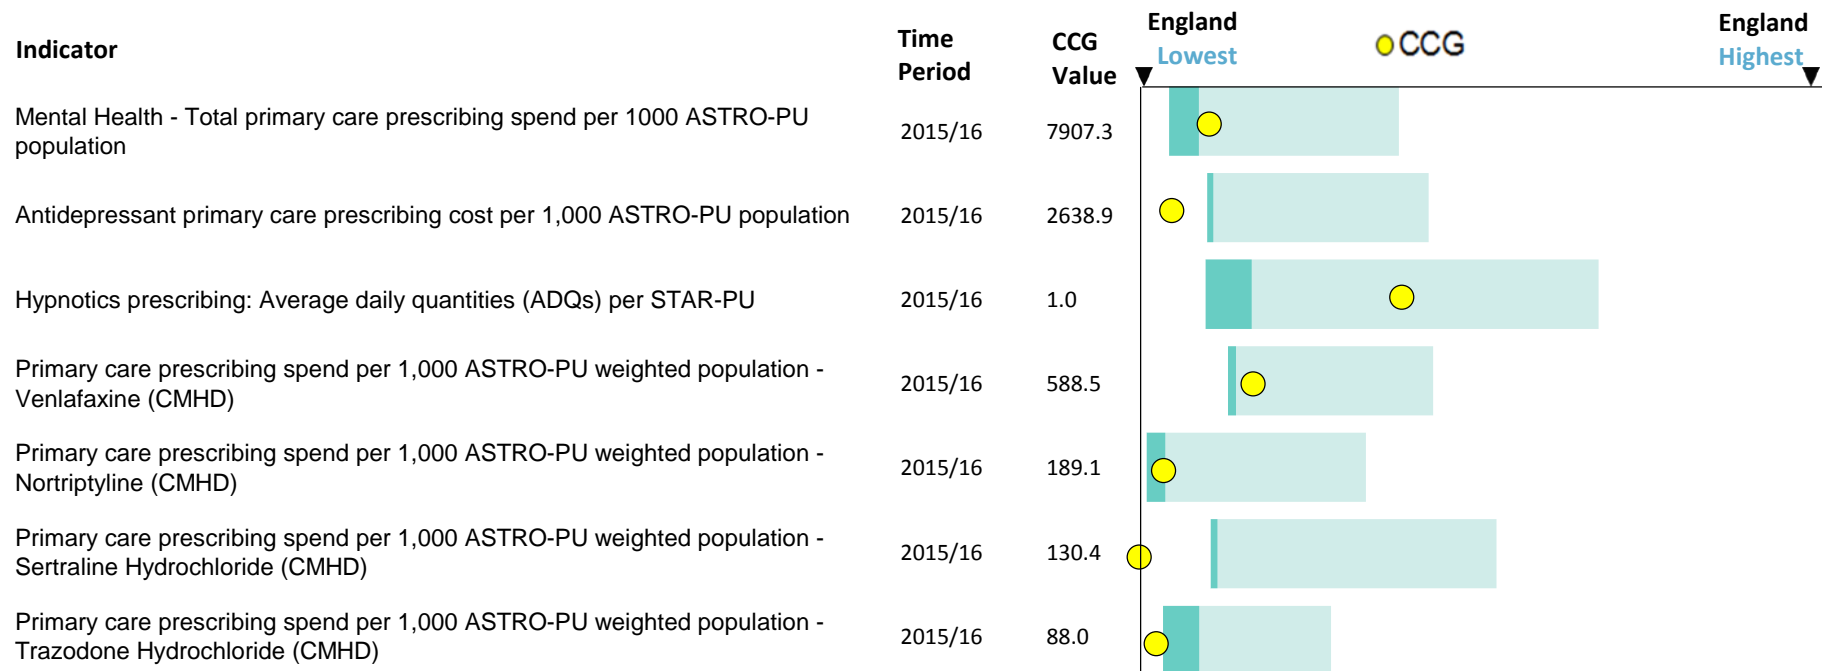 Indicator
Time
Period
CCG
Value
England
Lowest
CCG
England
Highest
Mental Health - Total primary care prescribing spend per 1000 ASTRO-PU
population
2015/16
7907.3
Antidepressant primary care prescribing cost per 1,000 ASTRO-PU population
2015/16
2638.9
Hypnotics prescribing: Average daily quantities (ADQs) per STAR-PU
2015/16
1.0
Primary care prescribing spend per 1,000 ASTRO-PU weighted population -
Venlafaxine (CMHD)
2015/16
588.5
Primary care prescribing spend per 1,000 ASTRO-PU weighted population -
Nortriptyline (CMHD)
2015/16
189.1
Primary care prescribing spend per 1,000 ASTRO-PU weighted population -
Sertraline Hydrochloride (CMHD)
2015/16
130.4
Primary care prescribing spend per 1,000 ASTRO-PU weighted population -
Trazodone Hydrochloride (CMHD)
2015/16
88.0